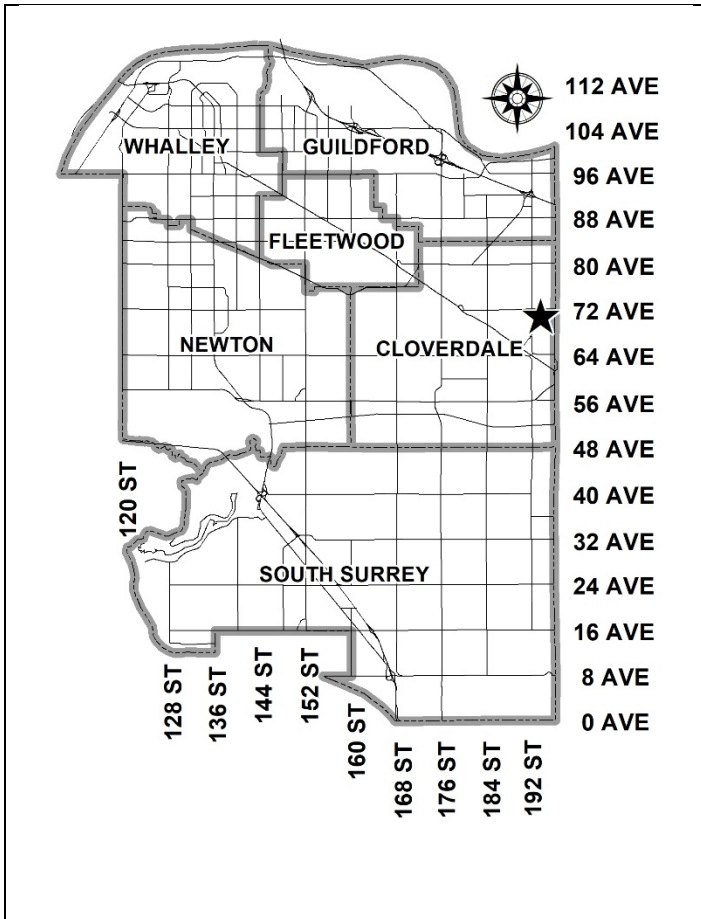 112 AVE
104 AVE
WHALLEY
GUILDFORD
96 AVE
88 AVE
FLEETWOOD
80 AVE
72 AVE
NEWTON
CLOVERDALE
64 AVE
56 AVE
48 AVE
120 ST
40 AVE
32 AVE
SOUTH SURREY
24 AVE
16 AVE
8 AVE
0 AVE
128 ST
136 ST
144 ST
152 ST
160 ST
168 ST
176 ST
184 ST
192 ST